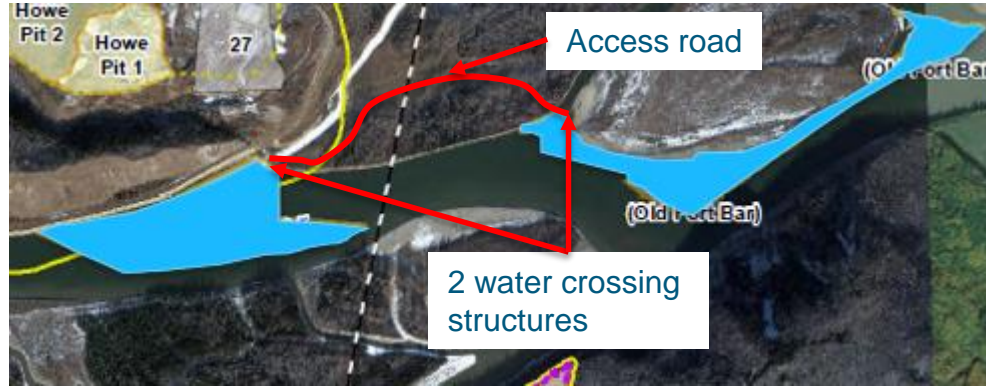 Howe
Pit 2
Howe
Pit 1
27
Access road
(Old Fort Bar)
(Old Fort Bar)
2 water crossing
structures